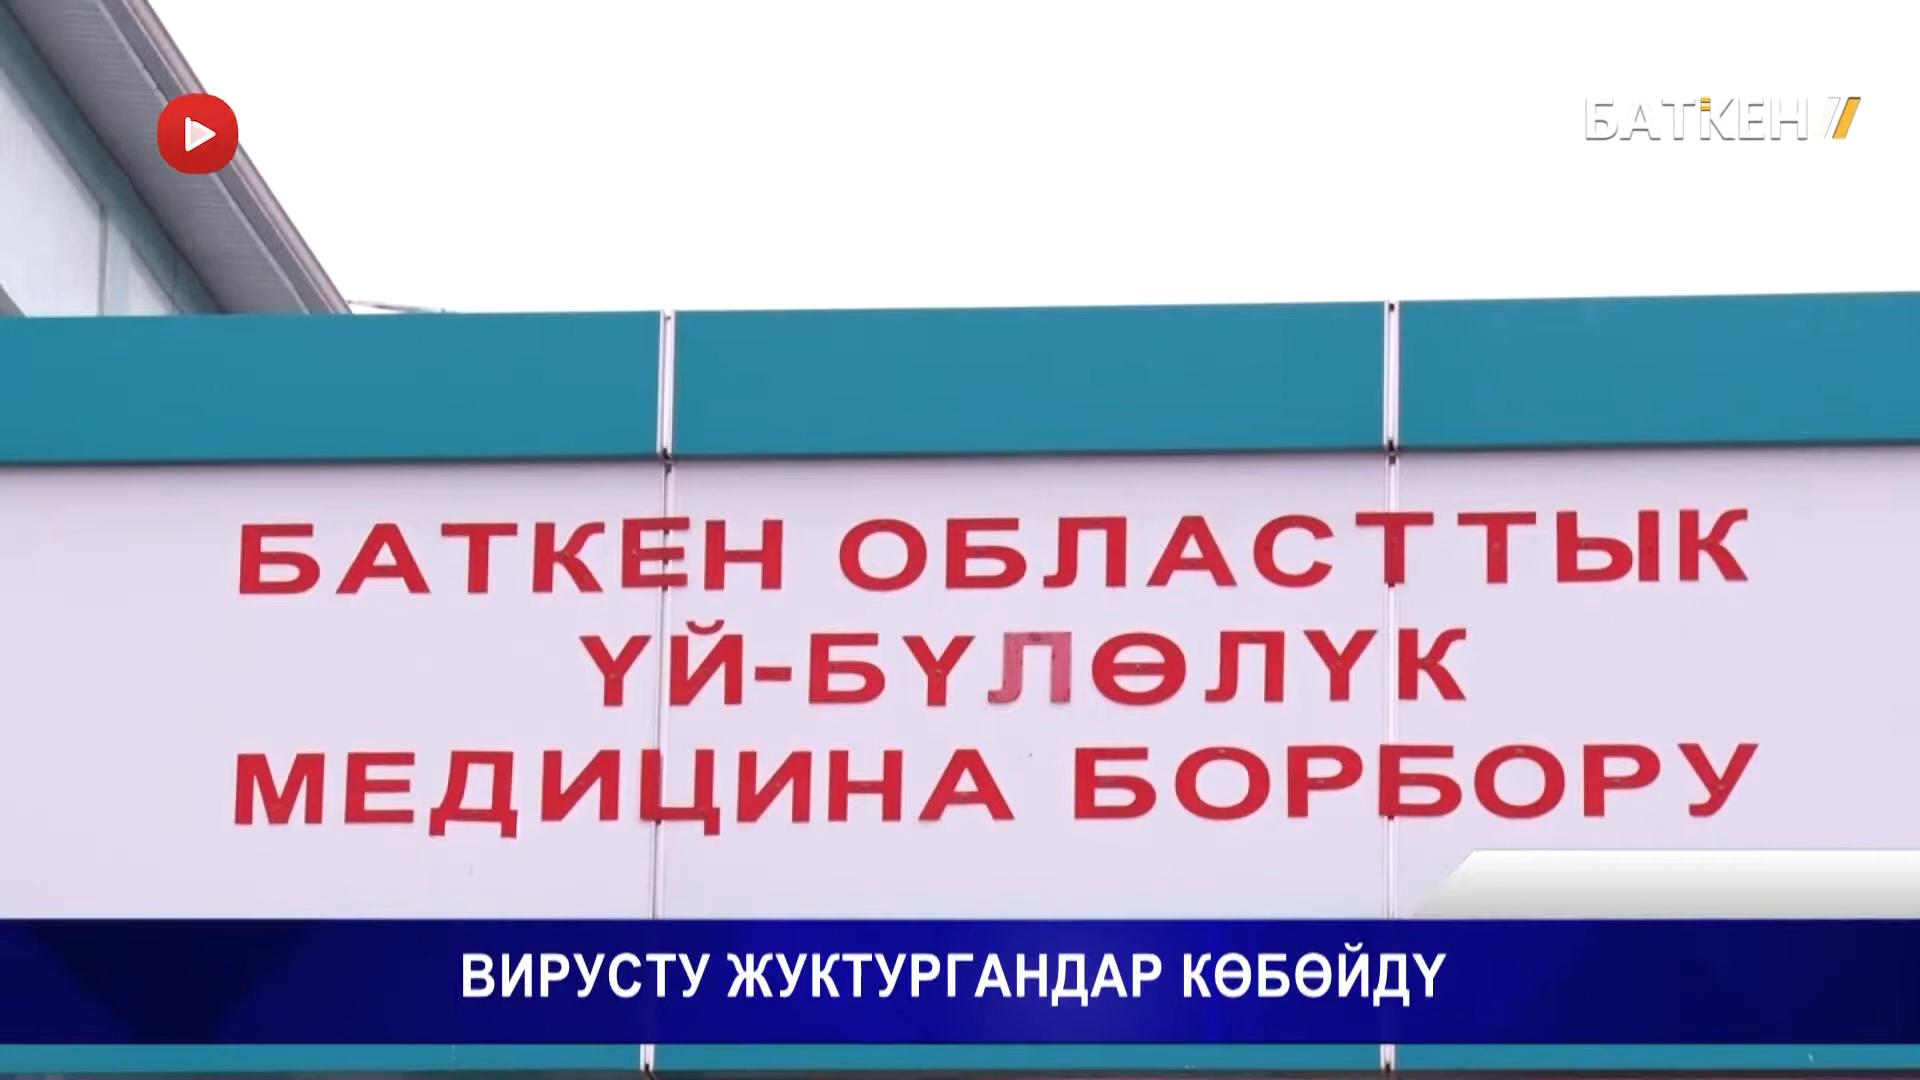 БАТКЕН
БАТКЕН ОБЛАСТТЫК
ҮЙ-БҮЛӨЛҮК
МЕДИЦИНА БОРБОРУ
ВИРУСТУ ЖУКТУРГАНДАР КӨБӨЙДҮ